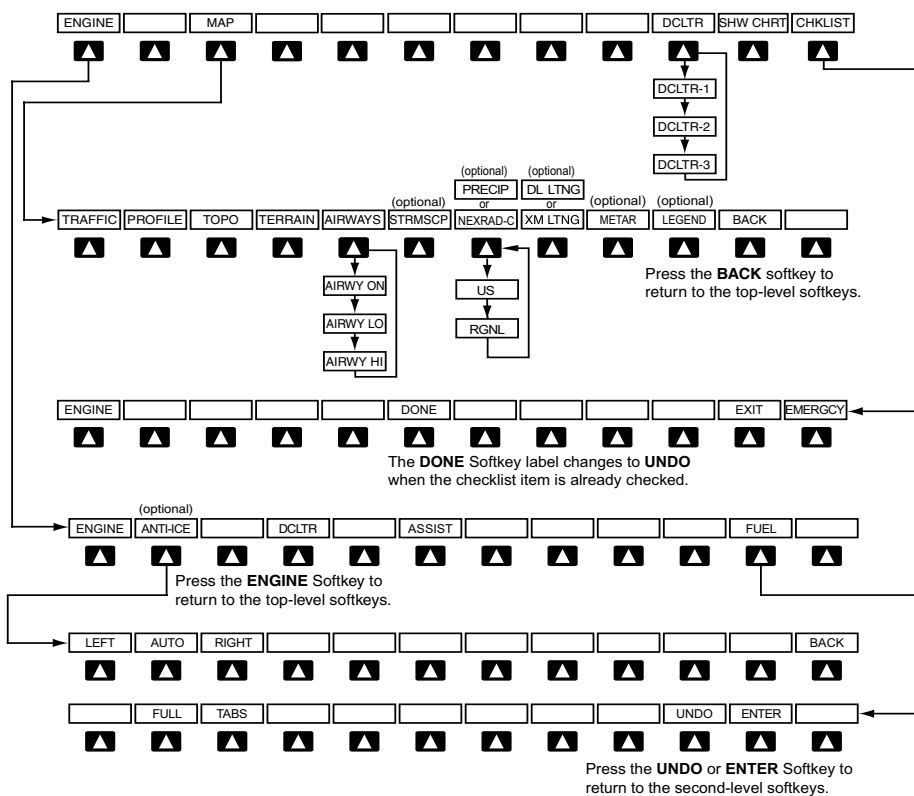 ENGINE MAP DCLTR SHW CHRT CHKLIST
DCLTR-1
DCLTR-2
DCLTR-3
(optional) (optional)
PRECIP DL LTNG
(optional) or or (optional) (optional)
TRAFFIC PROFILE TOPO TERRAIN AIRWAYS STRMSCP NEXRAD-C XM LTNG METAR LEGEND BACK
Press the BACK softkey to
return to the top-level softkeys.
AIRWY ON
AIRWY LO
AIRWY HI
US
RGNL
ENGINE DONE EXIT EMERGCY
The DONE Softkey label changes to UNDO
when the checklist item is already checked.
(optional)
ENGINE ANTI-ICE DCLTR ASSIST FUEL
Press the ENGINE Softkey to
return to the top-level softkeys.
LEFT AUTO RIGHT BACK
FULL TABS UNDO ENTER
Press the UNDO or ENTER Softkey to
return to the second-level softkeys.